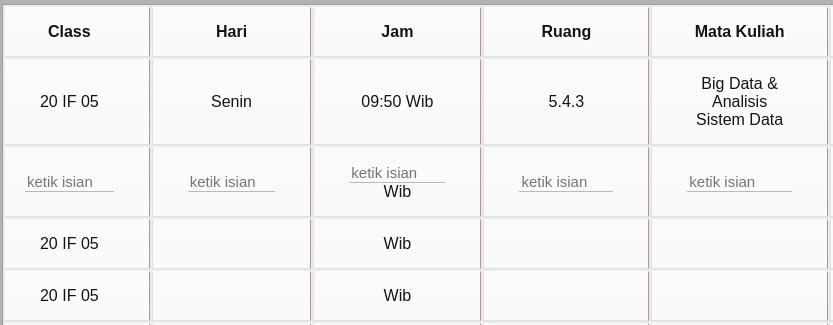 Class Hari Jam Ruang Mata Kuliah
20 IF 05 Senin 09:50 Wib 5.4.3 Big Data &
Analisis
Sistem Data
ketik isian ketik isian ketik isian ketik isian ketik isian
Wib
20 IF 05 Wib
20 IF 05 Wib